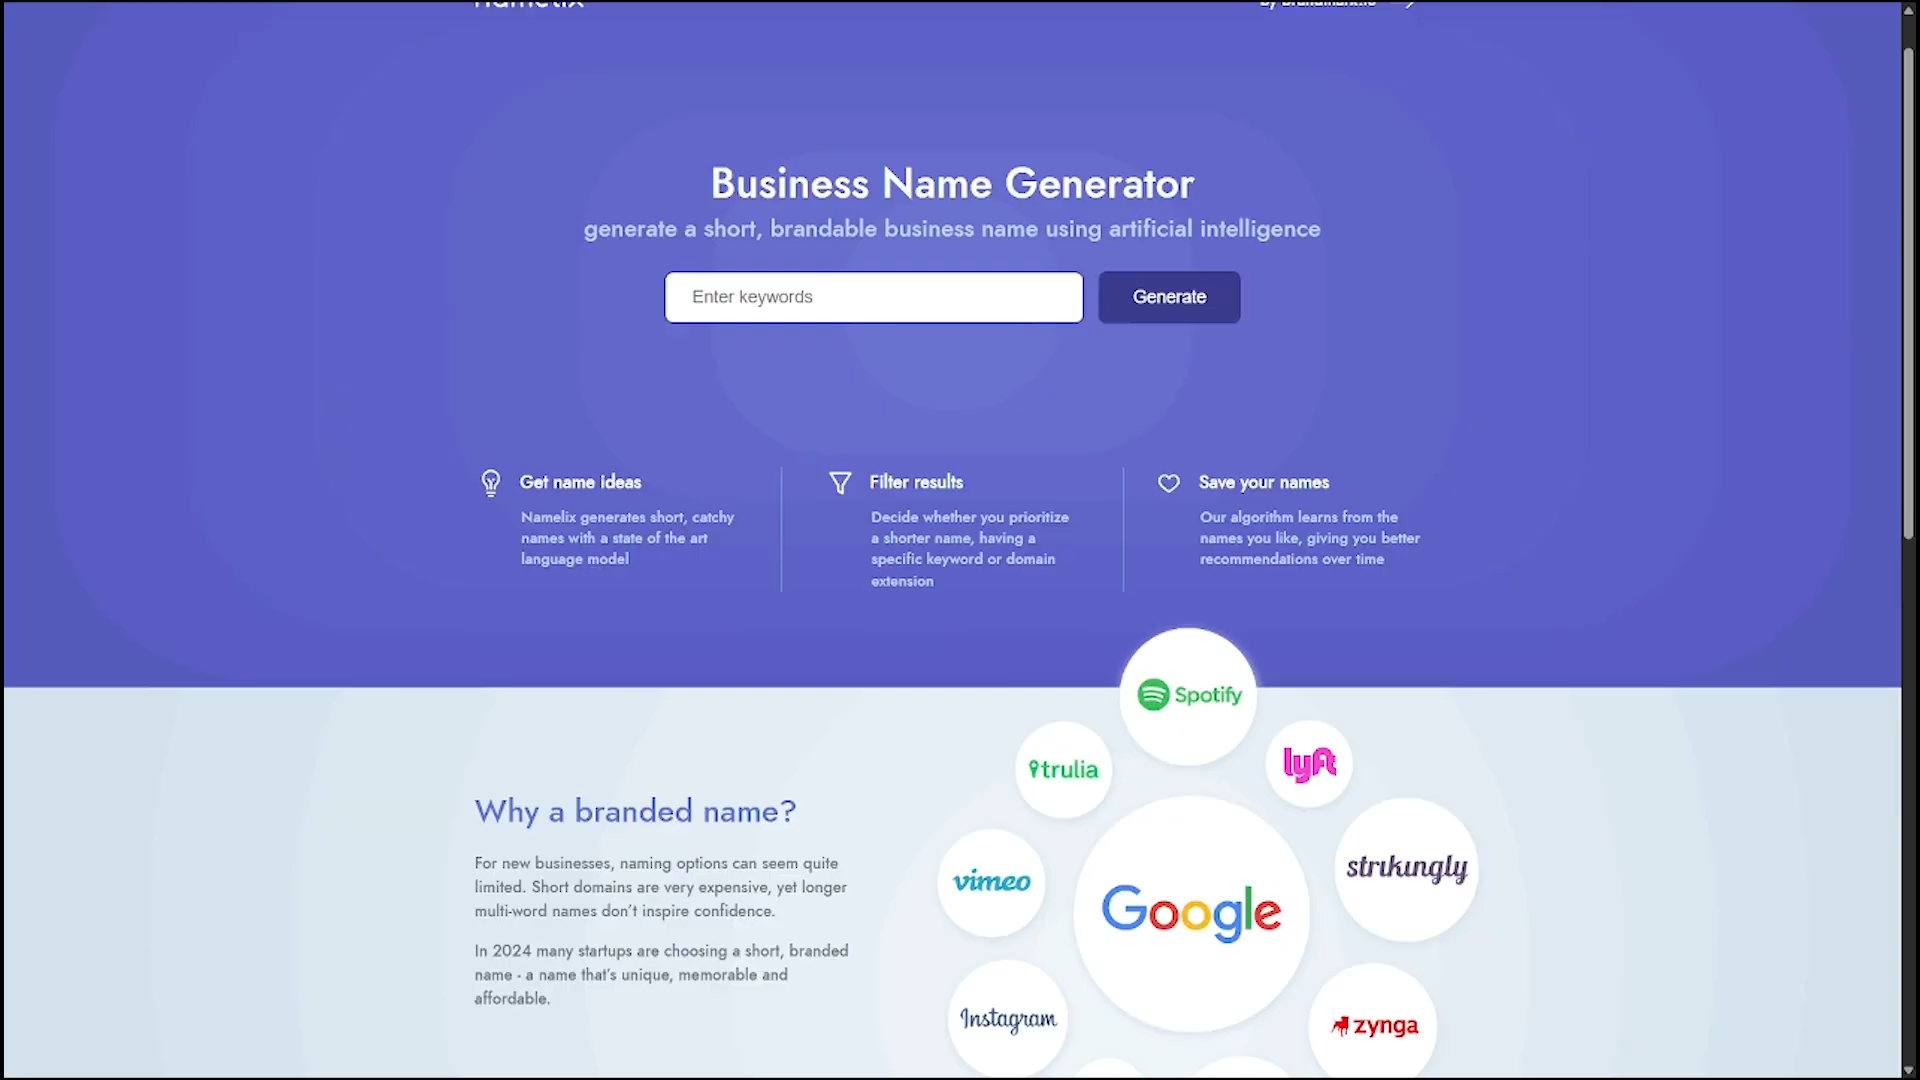 namelix
by Brandmark.io
Business Name Generator
generate a short, brandable business name using artificial intelligence
Enter keywords
Generate
Get name ideas
Namelix generates short, catchy
names with a state of the art
language model
Filter results
Decide whether you prioritize
a shorter name, having a
specific keyword or domain
extension
Save your names
Our algorithm learns from the
names you like, giving you better
recommendations over time
Spotify
trulia
lyft
Why a branded name?
For new businesses, naming options can seem quite
limited. Short domains are very expensive, yet longer
multi-word names don't inspire confidence.
In 2024 many startups are choosing a short, branded
name - a name that's unique, memorable and
affordable.
vimeo
Google
strikingly
Instagram
zynga